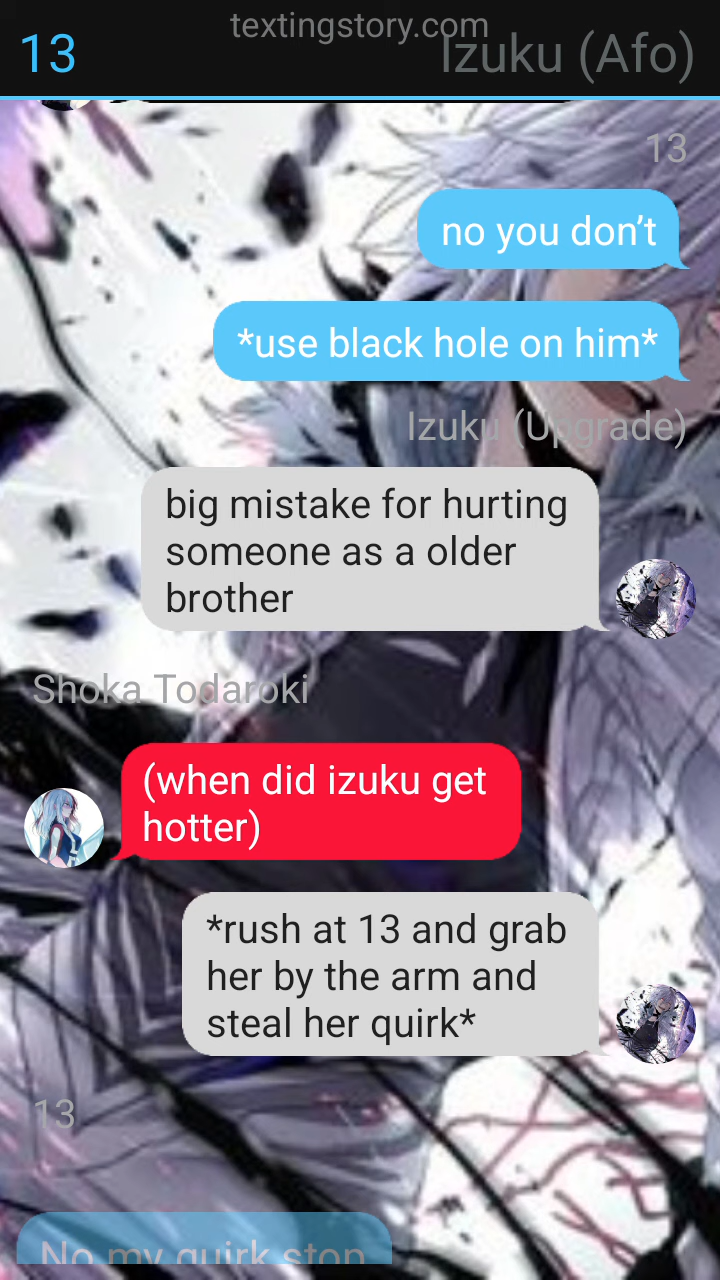 textingstory.com
13
Izuku (Afo)
13
no you don’t
*use black hole on him*
Izuku (Upgrade)
big mistake for hurting
someone as a older
brother
Shoka Todaroki
(when did izuku get
hotter)
*rush at 13 and grab
her by the arm and
steal her quirk*
13
No my quirk stop